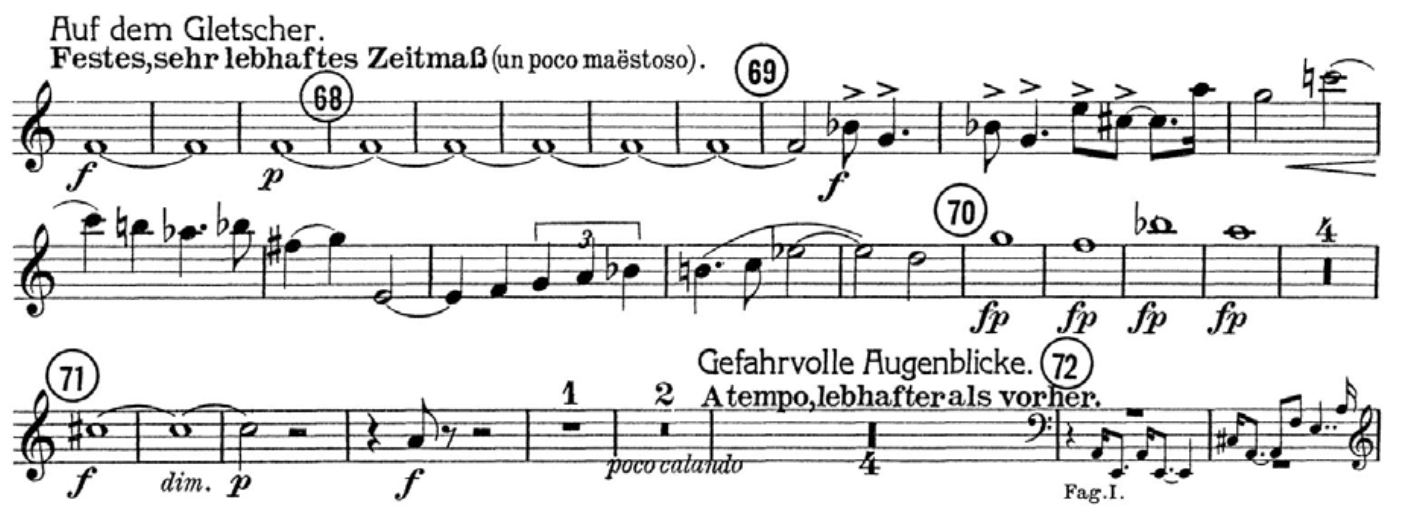 Auf dem Gletscher.
Festes, sehr lebhaftes Zeitmaß (un poco maëstoso).
68
69
f p f
3
70
4
fp fp fp fp
71
Gefahrvolle Augenblicke. 72
1 2 A tempo, lebhafter als vorher.
f dim. p f poco calando 4
Fag.I.